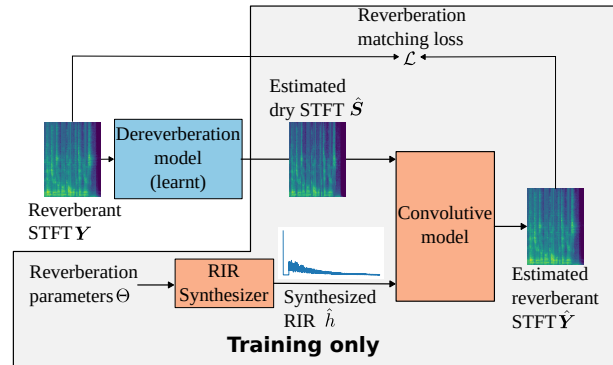 Reverberation
matching loss
ℒ
Estimated
dry STFT Ŝ
Dereverberation
model
(learnt)
Reverberant
STFT Y
Convolutive
model
Reverberation
parameters Θ
RIR
Synthesizer
Synthesized
RIR ĥ
Estimated
reverberant
STFT Ŷ
Training only